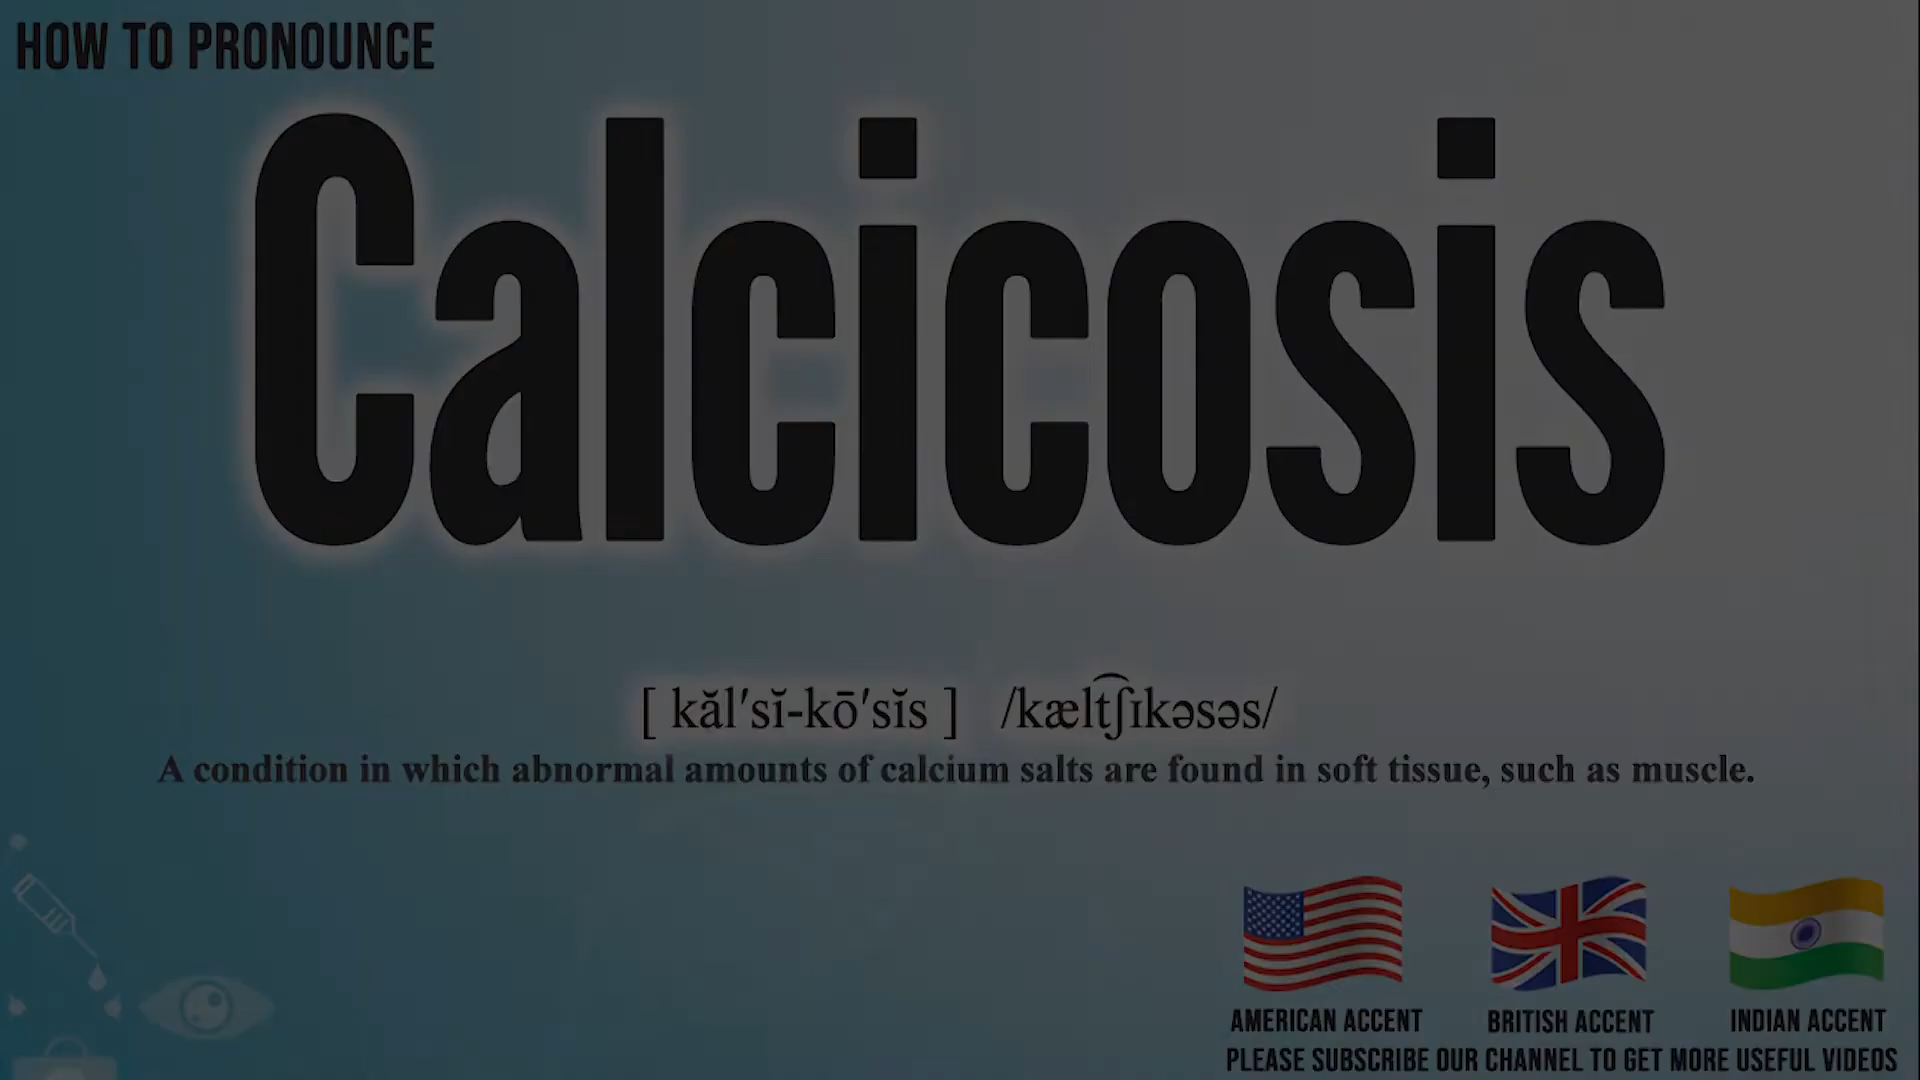 HOW TO PRONOUNCE
Calcicosis
[ kăl′sĭ-kō′sĭs ] /kælt͡ʃɪkəsəs/
A condition in which abnormal amounts of calcium salts are found in soft tissue, such as muscle.
AMERICAN ACCENT BRITISH ACCENT INDIAN ACCENT
PLEASE SUBSCRIBE OUR CHANNEL TO GET MORE USEFUL VIDEOS